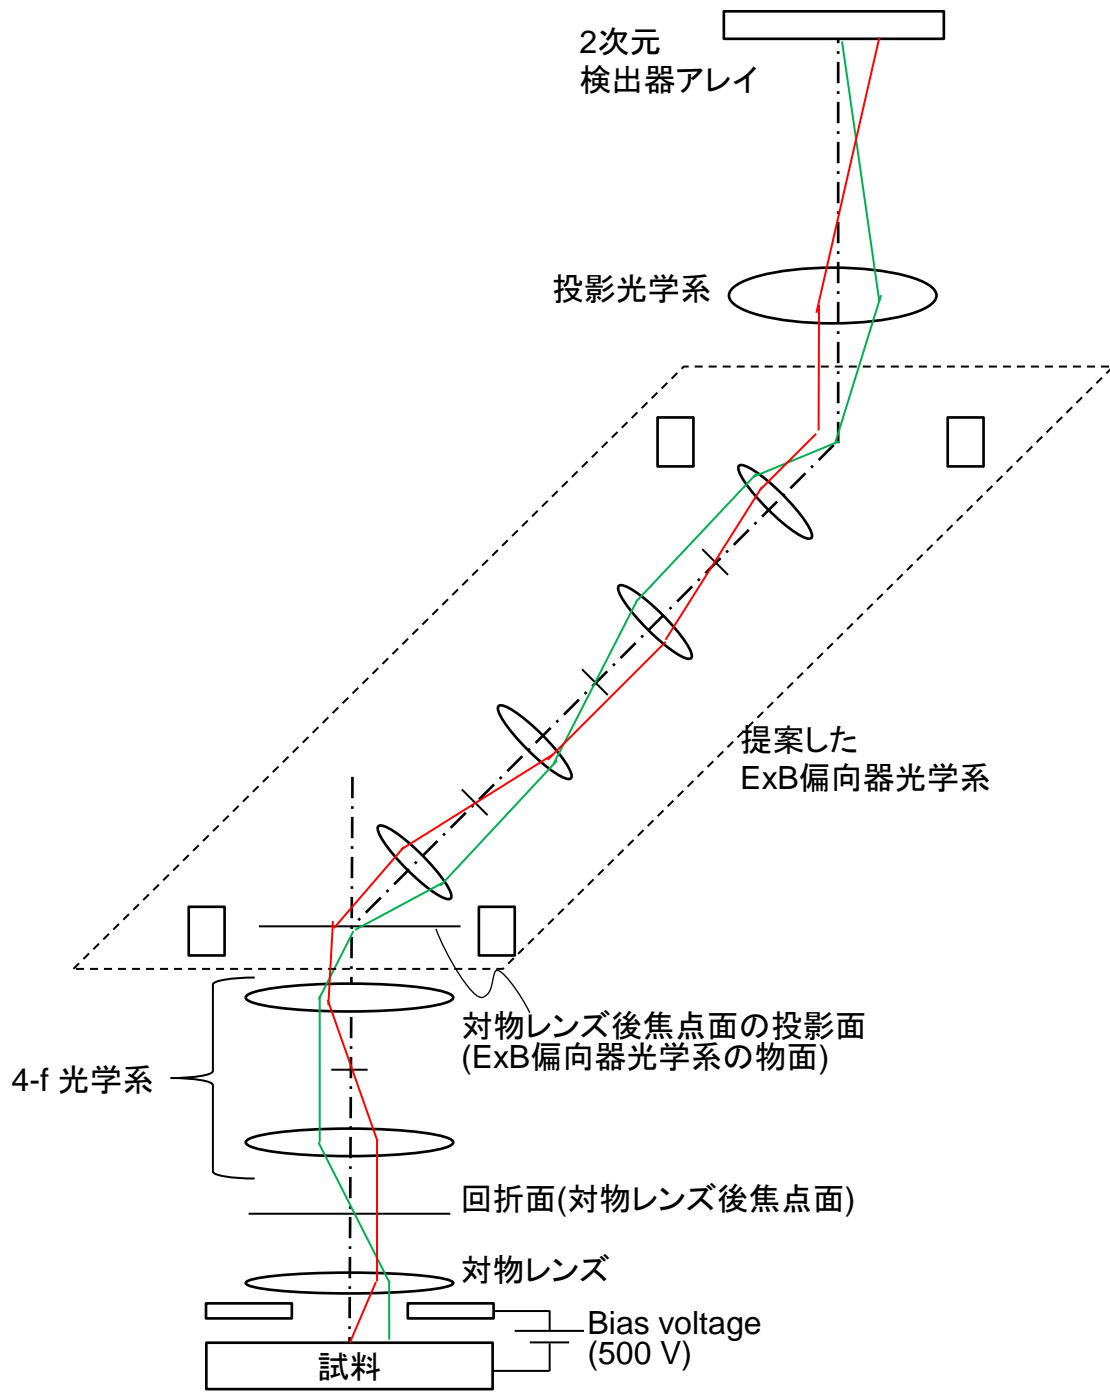 2次元
検出器アレイ
投影光学系
提案した
ExB偏向器光学系
対物レンズ後焦点面の投影面
(ExB偏向器光学系の物面)
4-f 光学系
回折面(対物レンズ後焦点面)
対物レンズ
Bias voltage
(500 V)
試料